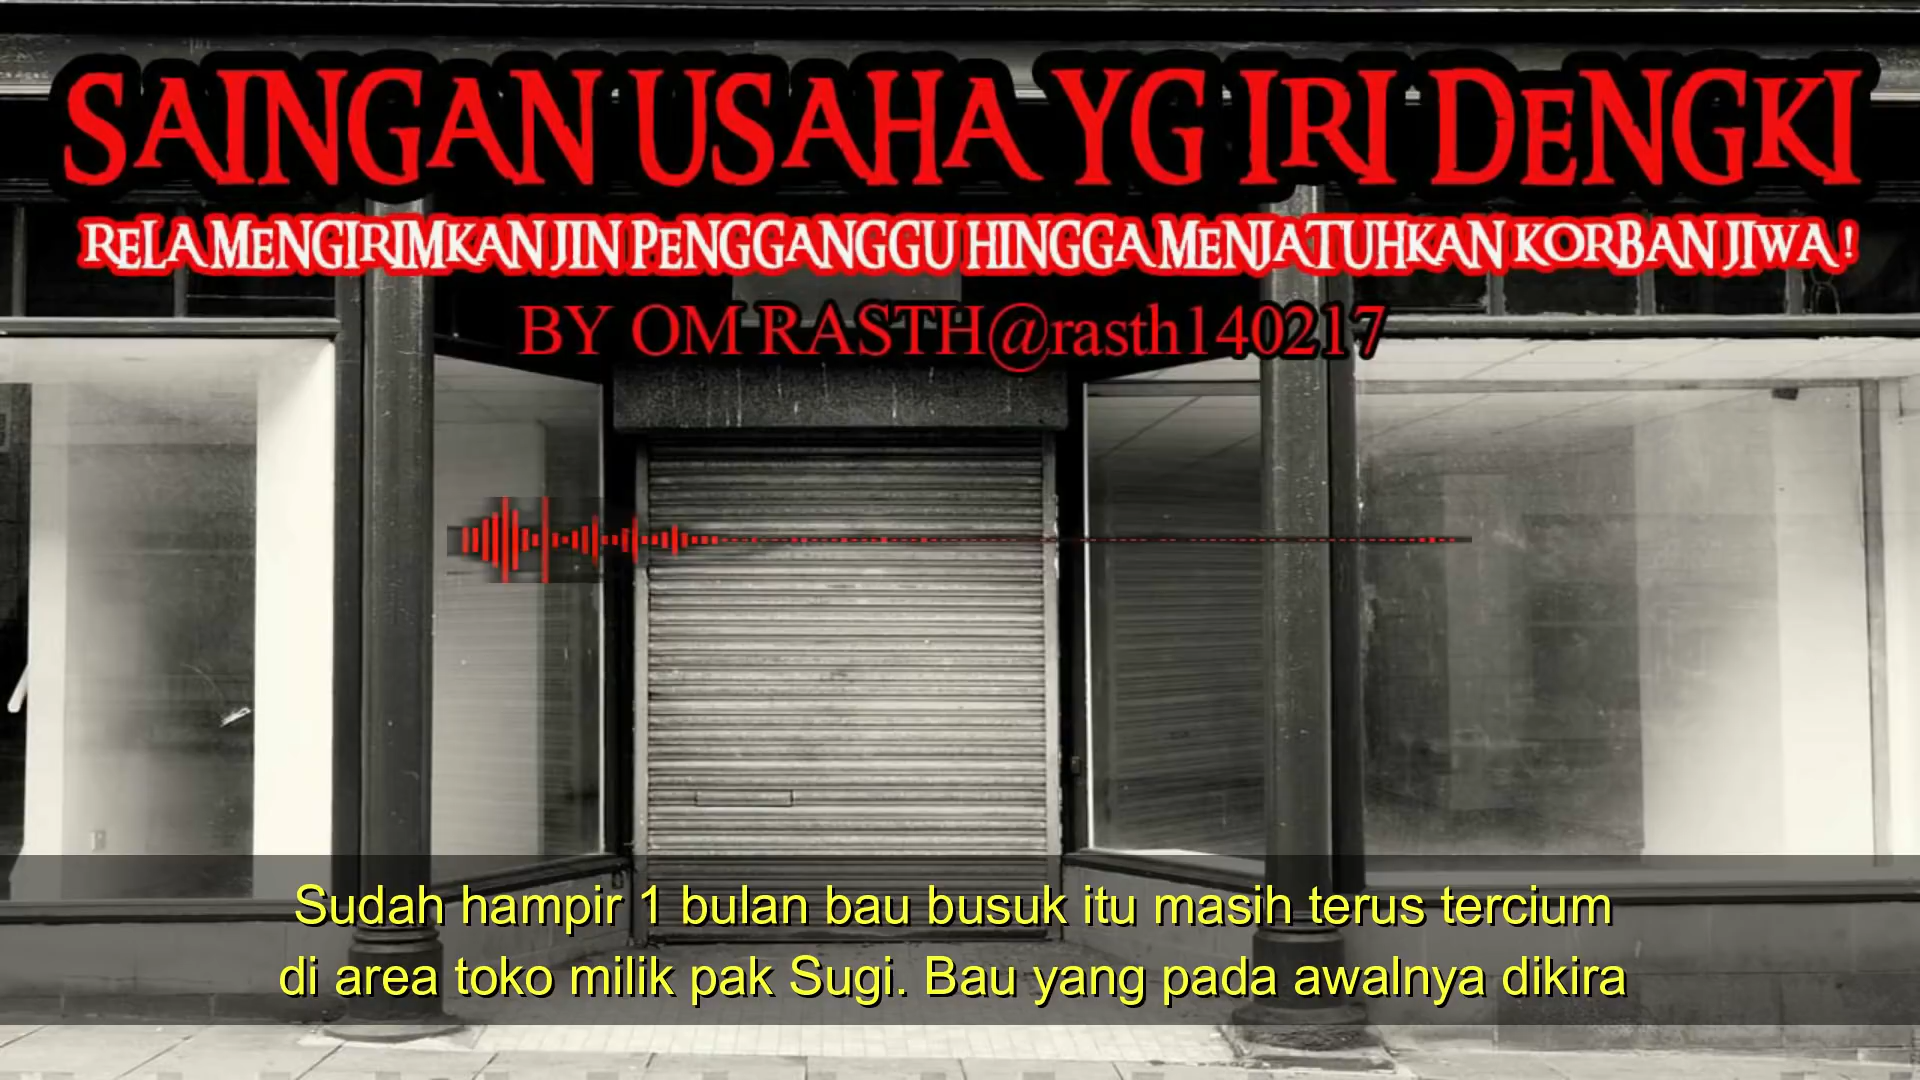 SAINGAN USAHA YG IRI DENGKI
RELA MENGIRIMKAN JIN PENGGANGGU HINGGA MENJATUHKAN KORBAN JIWA !
BY OM RASTH@rasth140217
Sudah hampir 1 bulan bau busuk itu masih terus tercium
di area toko milik pak Sugi. Bau yang pada awalnya dikira